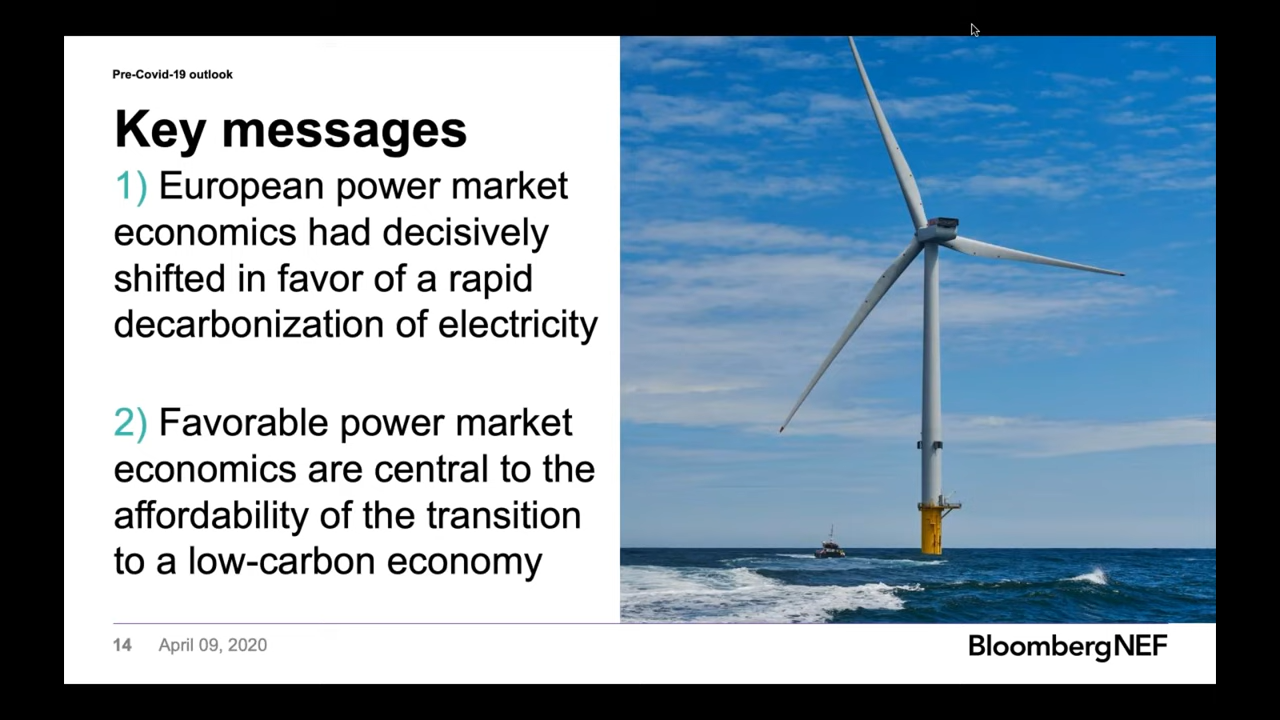 Pre-Covid-19 outlook
Key messages
1) European power market
economics had decisively
shifted in favor of a rapid
decarbonization of electricity
2) Favorable power market
economics are central to the
affordability of the transition
to a low-carbon economy
14 April 09, 2020
BloombergNEF